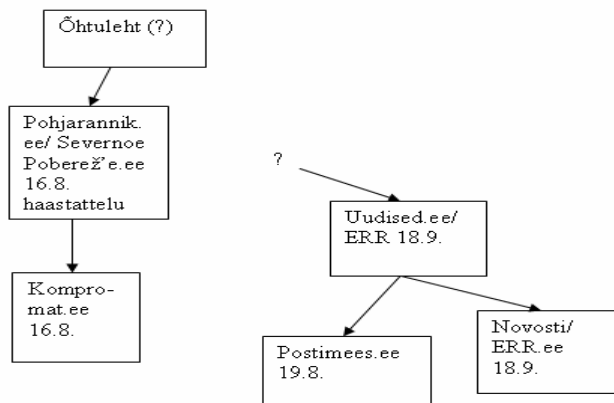 Õhtuleht (?)
Pohjarannik.
ee/ Severnoe
Poberež'e.ee
16.8.
haastattelu
?
Uudised.ee/
ERR 18.9.
Kompro-
mat.ee
16.8.
Postimees.ee
19.8.
Novosti/
ERR.ee
18.9.